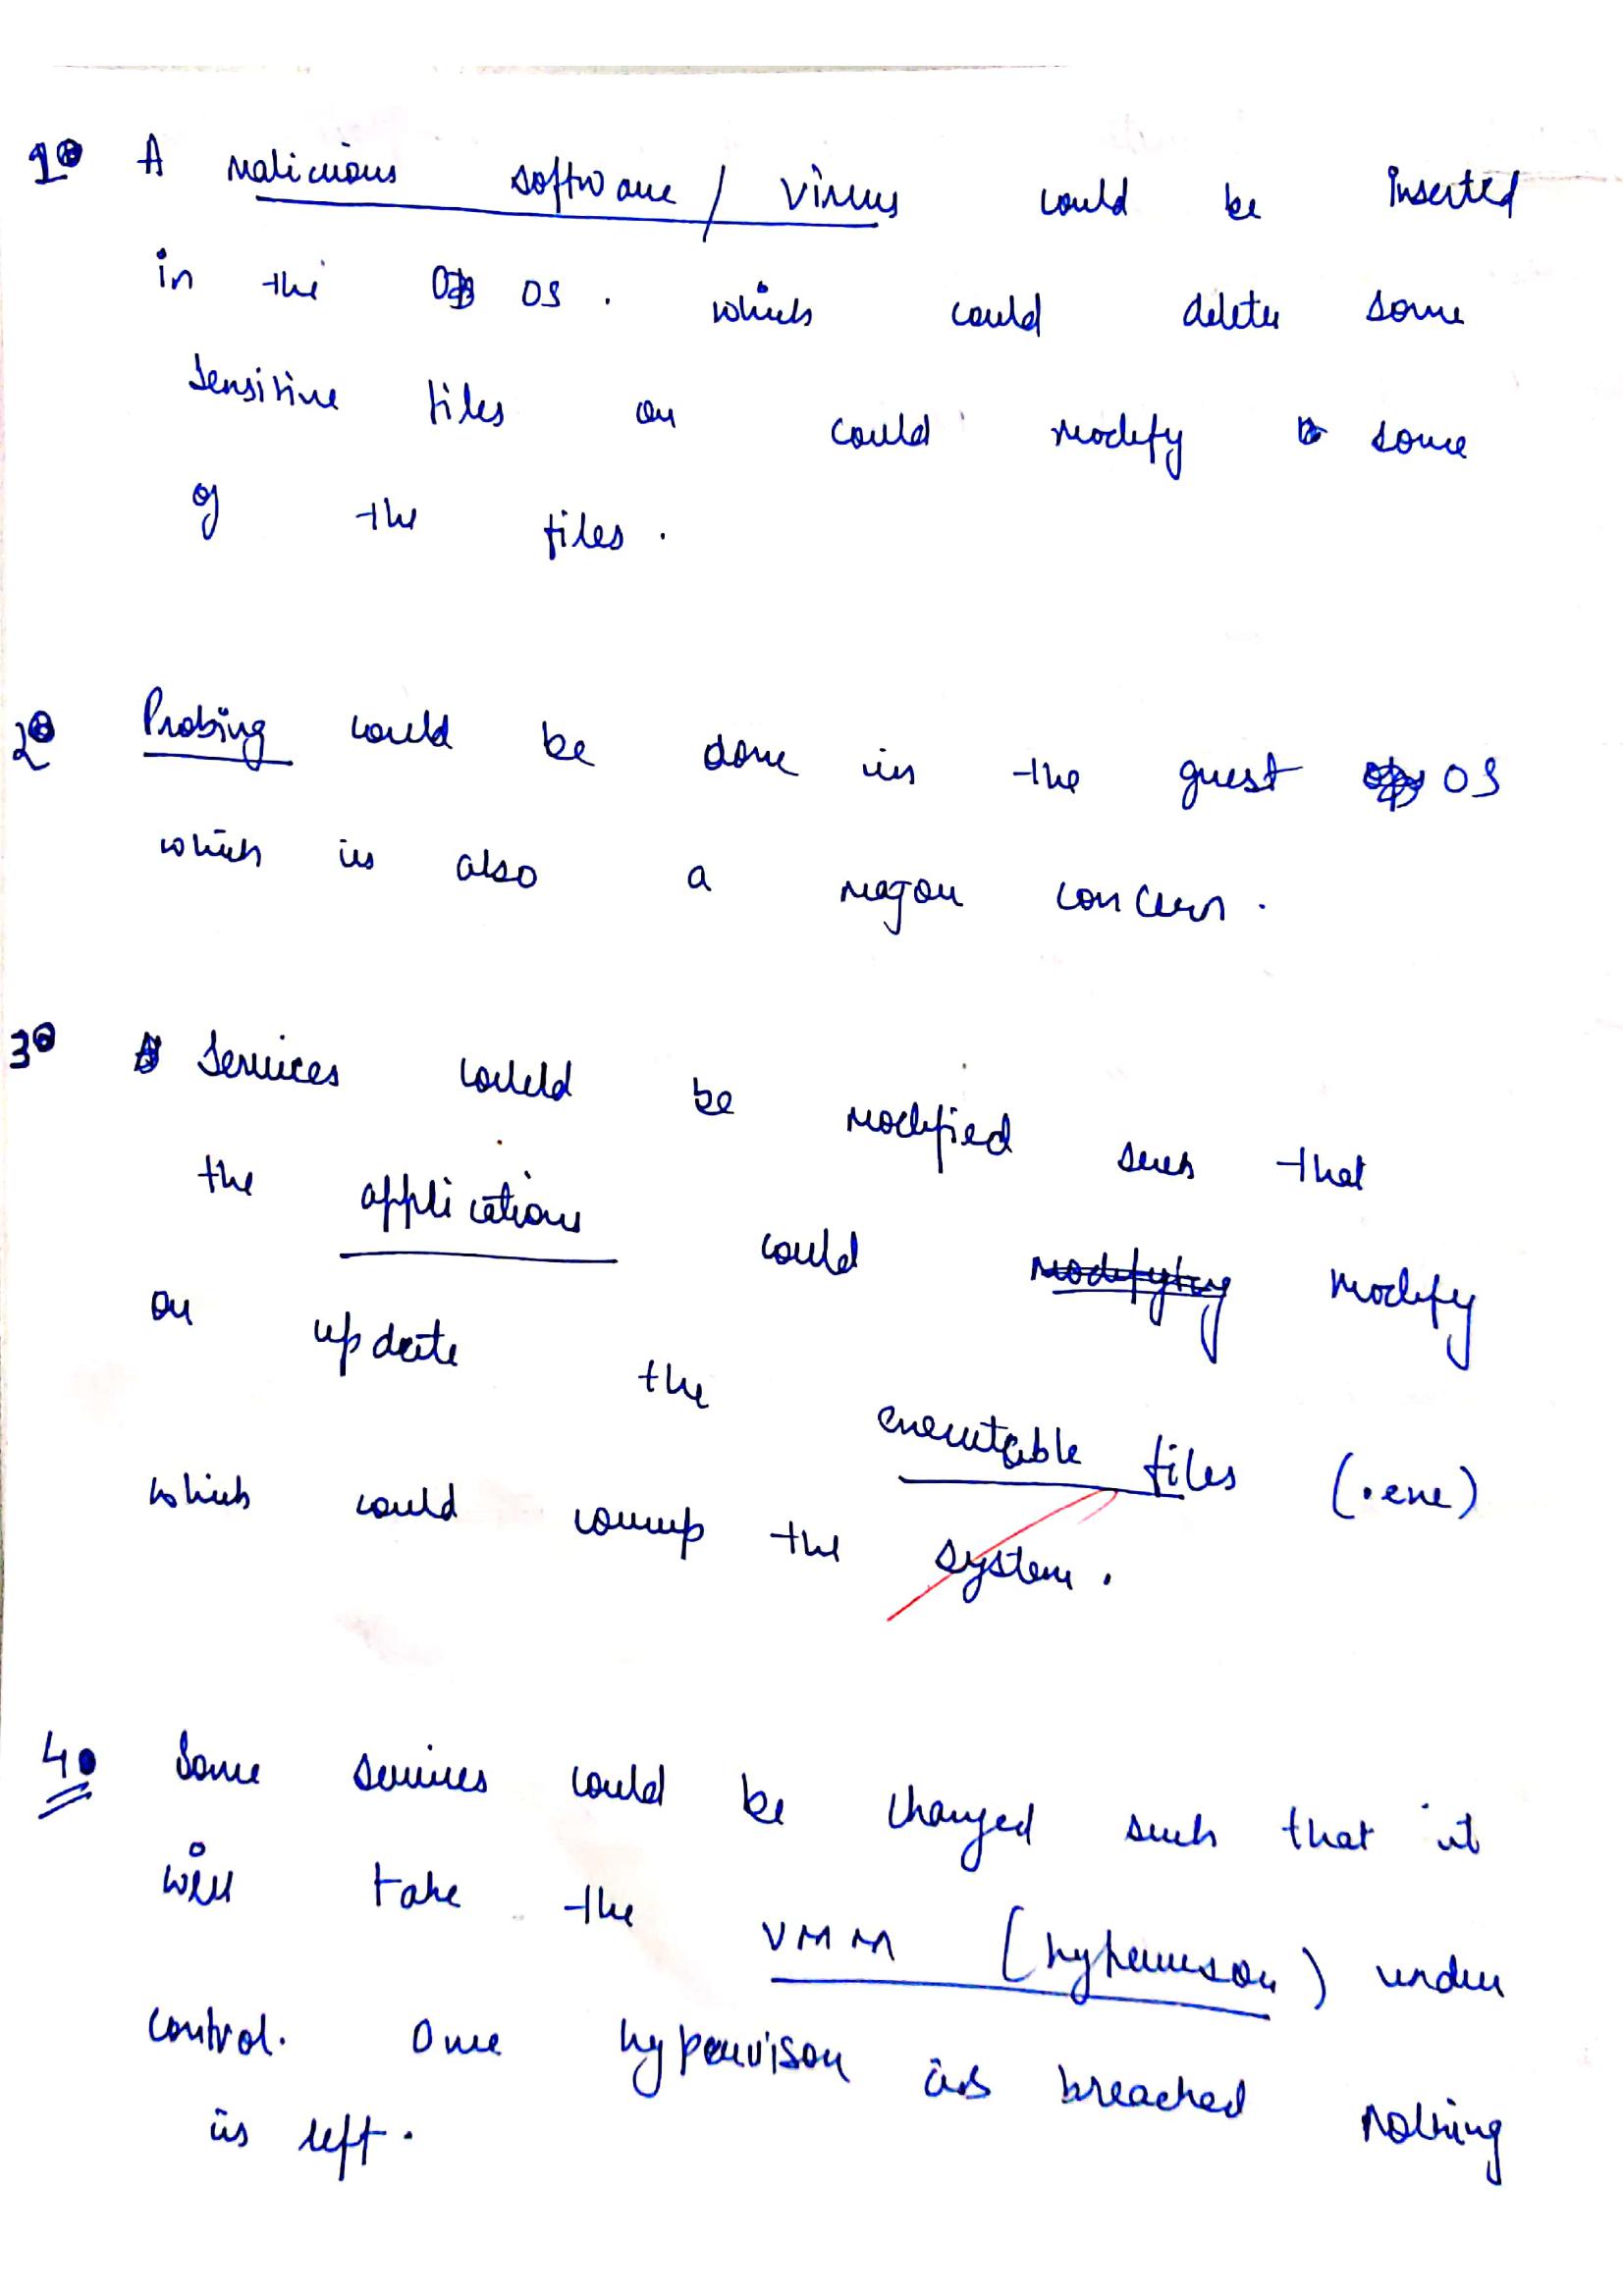 1. A malicious software / virus could be inserted
in the OS . which could delete some
sensitive files or could modify some
of the files .
2. Probing could be done in the guest OS
which is also a major concern .
3. Services could be modified such that
the applications could modifying modify
or update the executable files (.exe)
which could corrup the system .
4. Some services could be changed such that it
will take the VMM (hypervisor) under
control. Once hypervisor is breached nothing
is left .